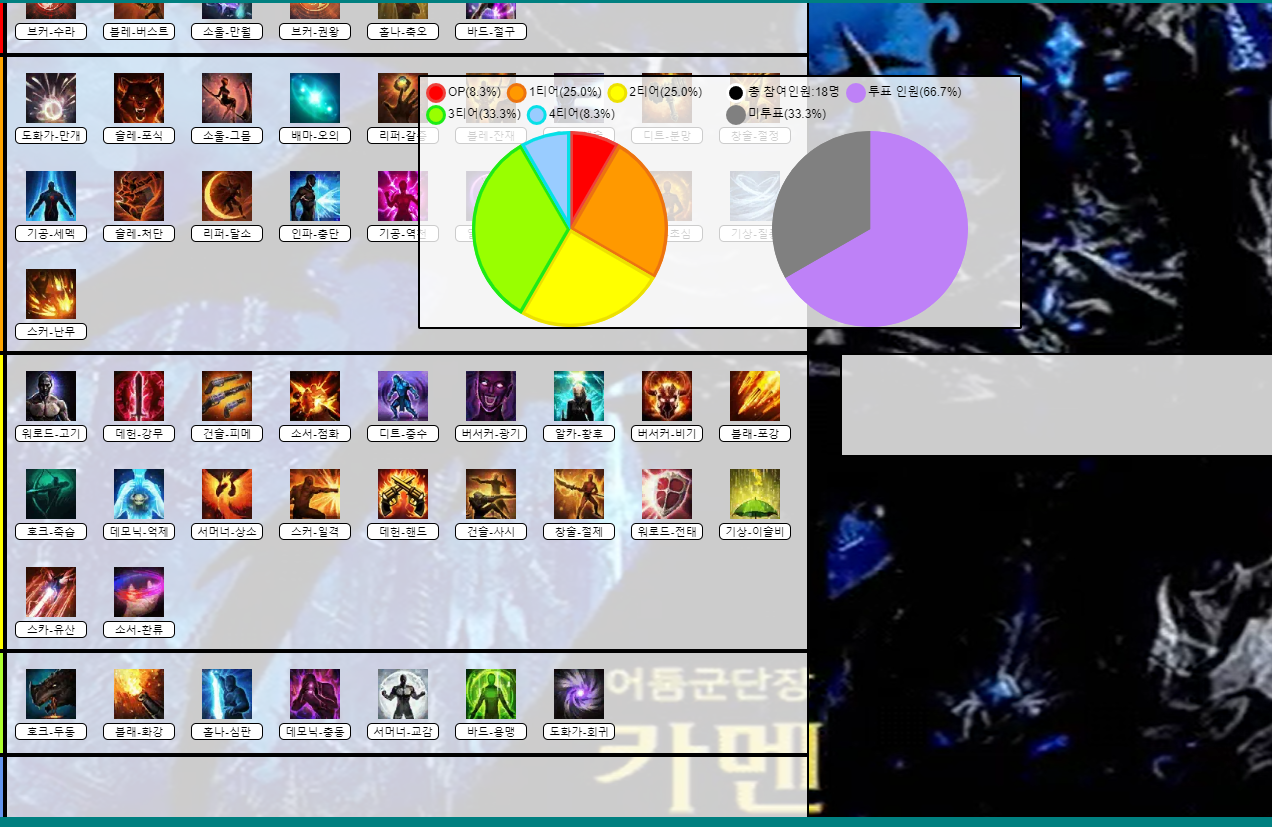 브커-수라 블레-버스트 소울-만월 브커-권왕 홀나-축오 바드-절구
도화가-만개 슬레-포식 소울-그믐 배마-오의 리퍼-갈증 블레-잔재 디트-분망 창술-절정
OP(8.3%) 1티어(25.0%) 2티어(25.0%)
3티어(33.3%) 4티어(8.3%)
총 참여인원:18명 투표 인원(66.7%)
미투표(33.3%)
기공-세맥 슬레-처단 리퍼-달소 인파-충단 기공-역천
스커-난무
워로드-고기 데헌-강무 건슬-피메 소서-점화 디트-중수 버서커-광기 알카-황후 버서커-비기 블래-포강
호크-죽습 데모닉-억제 서머너-상소 스커-일격 데헌-핸드 건슬-사시 창술-절제 워로드-전태 기상-이슬비
스카-유산 소서-환류
호크-두동 블래-화강 홀나-심판 데모닉-충동 서머너-교감 바드-용맹 도화가-회귀
어둠군단장
카멘